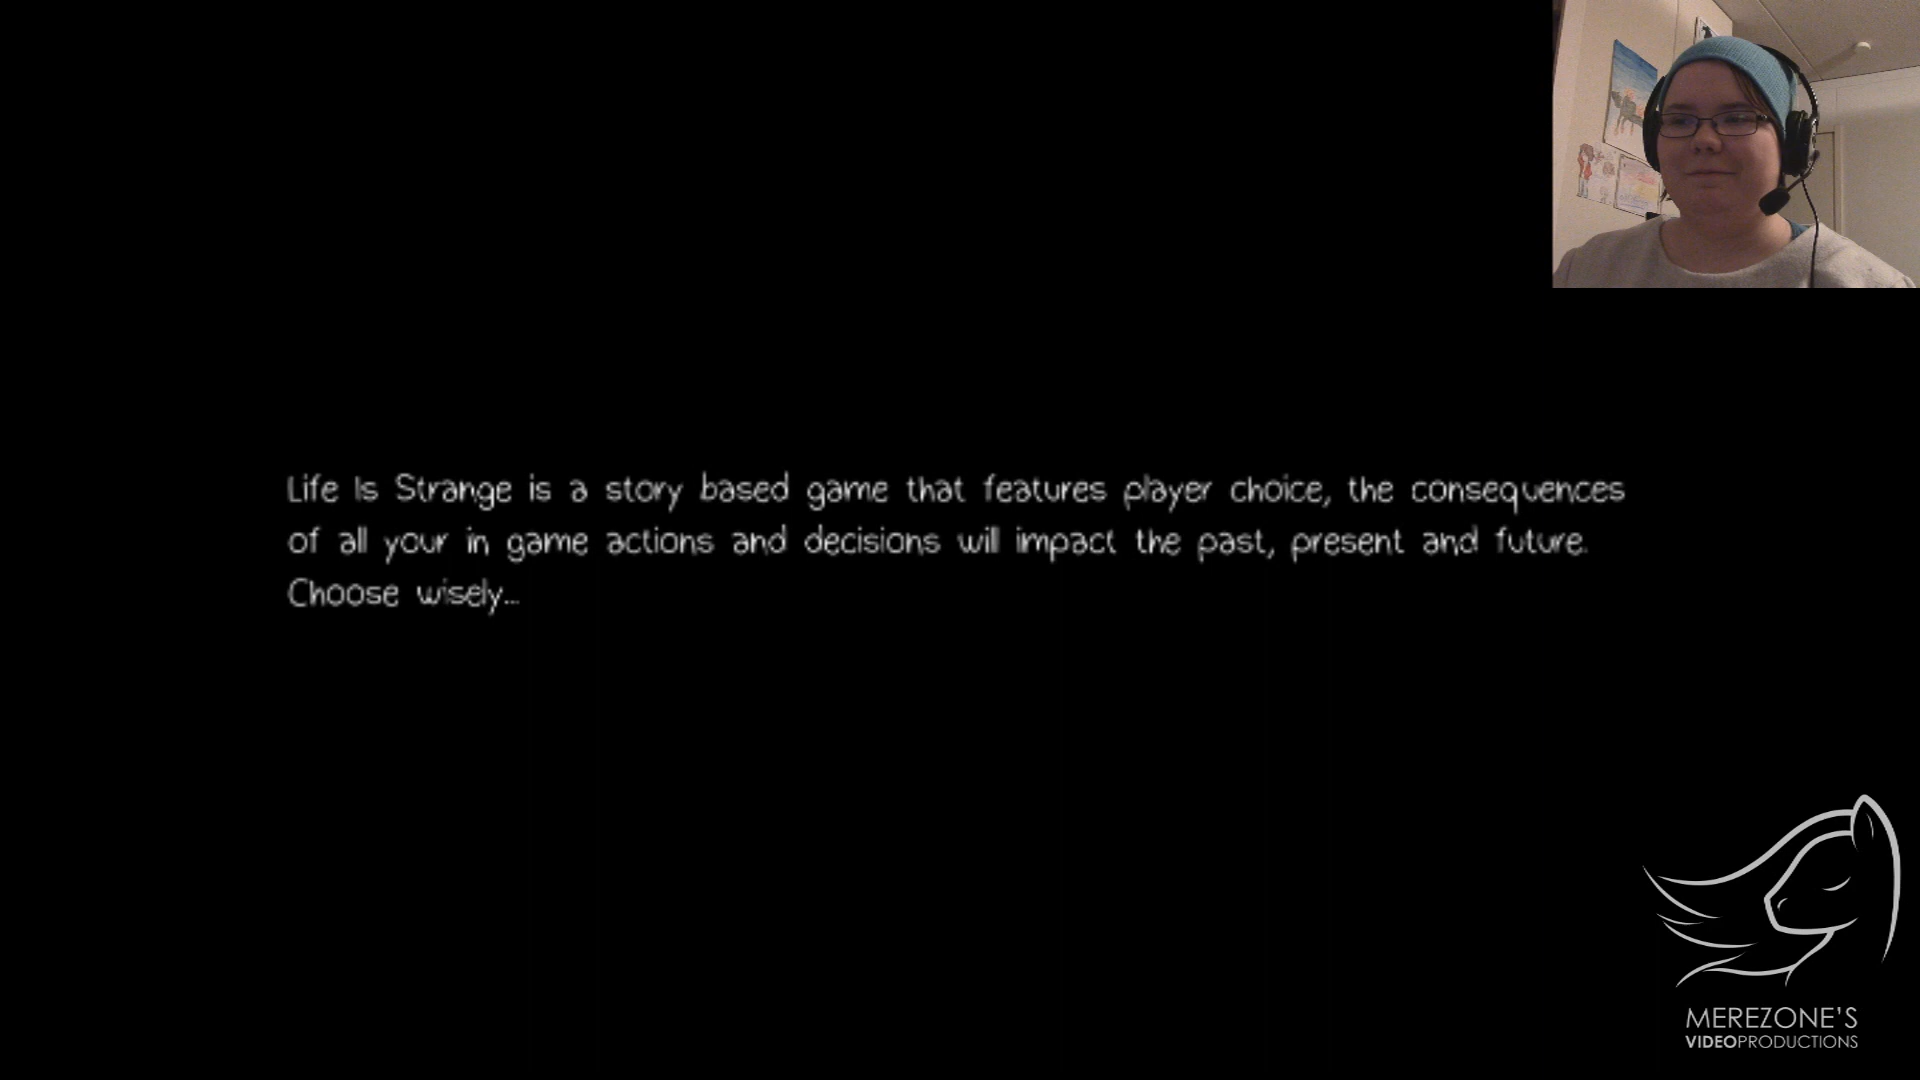 Life Is Strange is a story based game that features player choice, the consequences
of all your in game actions and decisions will impact the past, present and future.
Choose wisely...
MEREZONE'S
VIDEOPRODUCTIONS